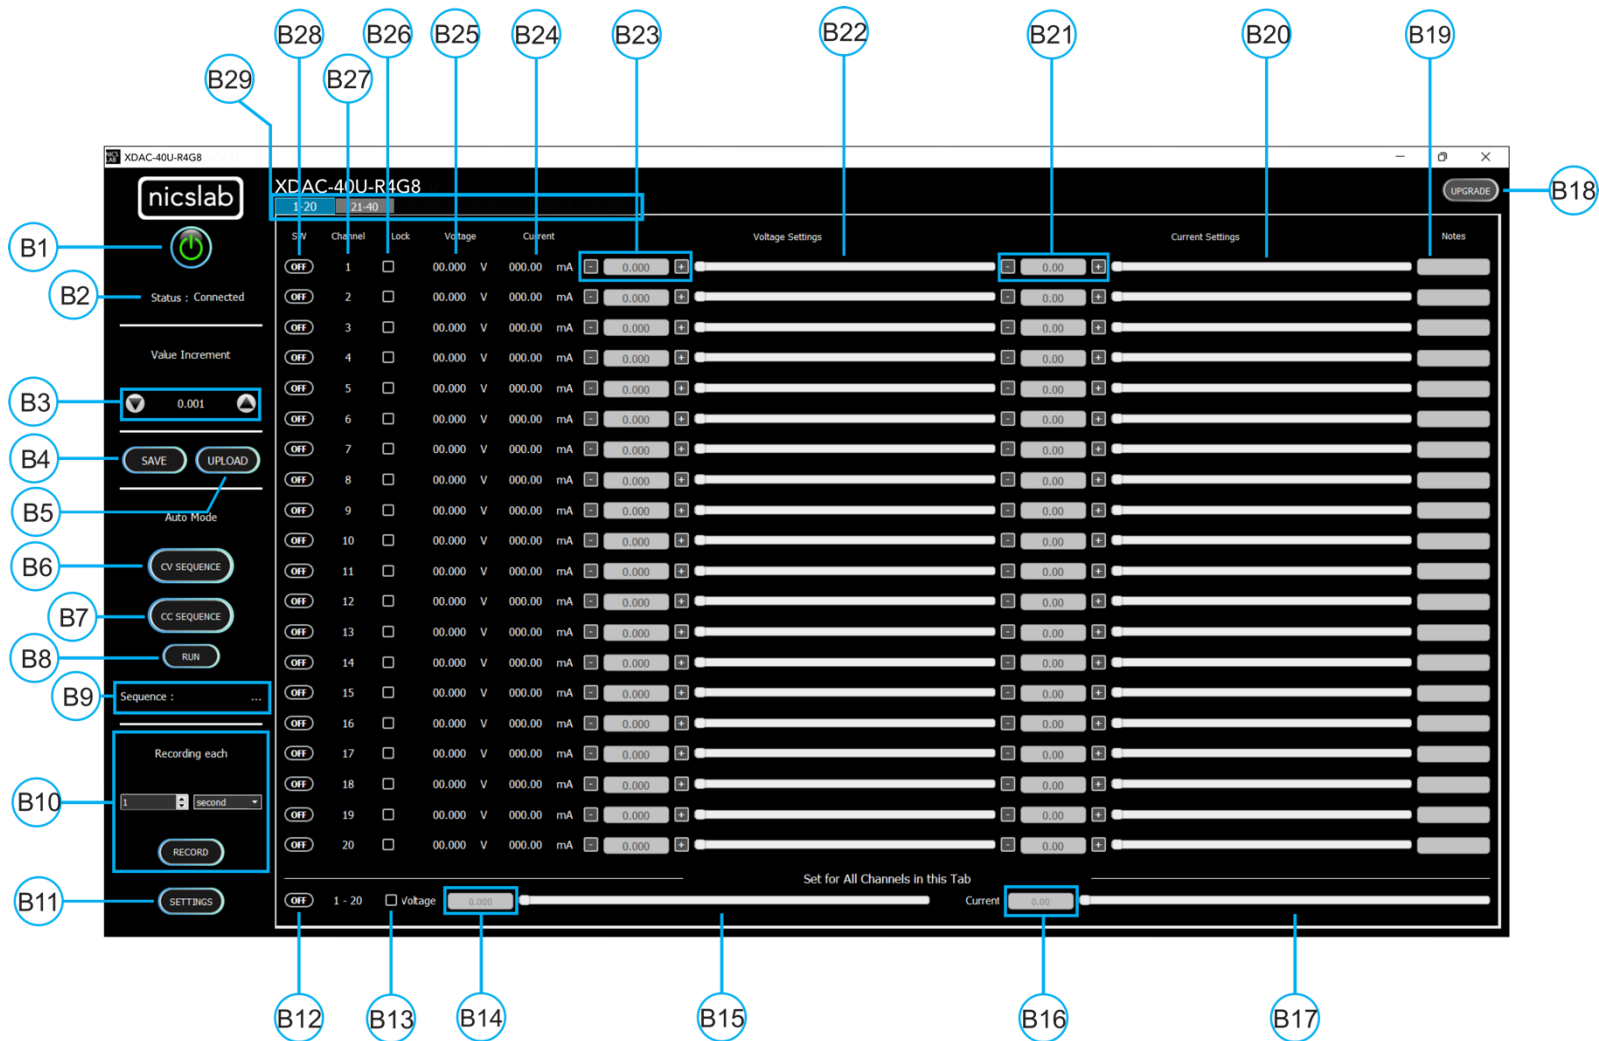 B28 B26 B25 B24 B23 B22 B21 B20 B19
B29 B27
NICS LAB XDAC-40U-R4G8
nicslab
XDAC-40U-R4G8
UPGRADE
B18
1-20 21-40
SW Channel Lock Voltage Current Voltage Settings Current Settings Notes
B1
OFF 1 00.000 V 000.00 mA - 0.000 + - 0.00 +
B2 Status : Connected
OFF 2 00.000 V 000.00 mA - 0.000 + - 0.00 +
OFF 3 00.000 V 000.00 mA - 0.000 + - 0.00 +
Value Increment
OFF 4 00.000 V 000.00 mA - 0.000 + - 0.00 +
OFF 5 00.000 V 000.00 mA - 0.000 + - 0.00 +
B3 0.001
OFF 6 00.000 V 000.00 mA - 0.000 + - 0.00 +
OFF 7 00.000 V 000.00 mA - 0.000 + - 0.00 +
B4 SAVE UPLOAD
OFF 8 00.000 V 000.00 mA - 0.000 + - 0.00 +
B5
Auto Mode
OFF 9 00.000 V 000.00 mA - 0.000 + - 0.00 +
OFF 10 00.000 V 000.00 mA - 0.000 + - 0.00 +
B6 CV SEQUENCE
OFF 11 00.000 V 000.00 mA - 0.000 + - 0.00 +
OFF 12 00.000 V 000.00 mA - 0.000 + - 0.00 +
B7 CC SEQUENCE
OFF 13 00.000 V 000.00 mA - 0.000 + - 0.00 +
B8 RUN
OFF 14 00.000 V 000.00 mA - 0.000 + - 0.00 +
B9 Sequence : ...
OFF 15 00.000 V 000.00 mA - 0.000 + - 0.00 +
OFF 16 00.000 V 000.00 mA - 0.000 + - 0.00 +
Recording each
OFF 17 00.000 V 000.00 mA - 0.000 + - 0.00 +
OFF 18 00.000 V 000.00 mA - 0.000 + - 0.00 +
B10 1 second
OFF 19 00.000 V 000.00 mA - 0.000 + - 0.00 +
RECORD
OFF 20 00.000 V 000.00 mA - 0.000 + - 0.00 +
Set for All Channels in this Tab
B11 SETTINGS
OFF 1 - 20 Voltage 0.000 Current 0.00
B12 B13 B14 B15 B16 B17